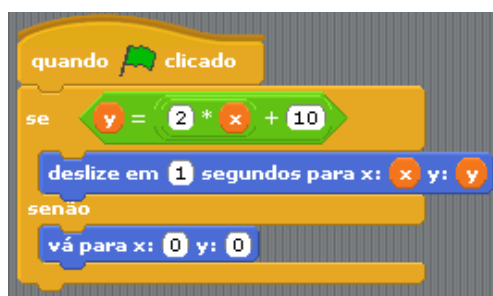 quando clicado
se y = 2 * x + 10
deslize em 1 segundos para x: x y: y
senão
vá para x: 0 y: 0